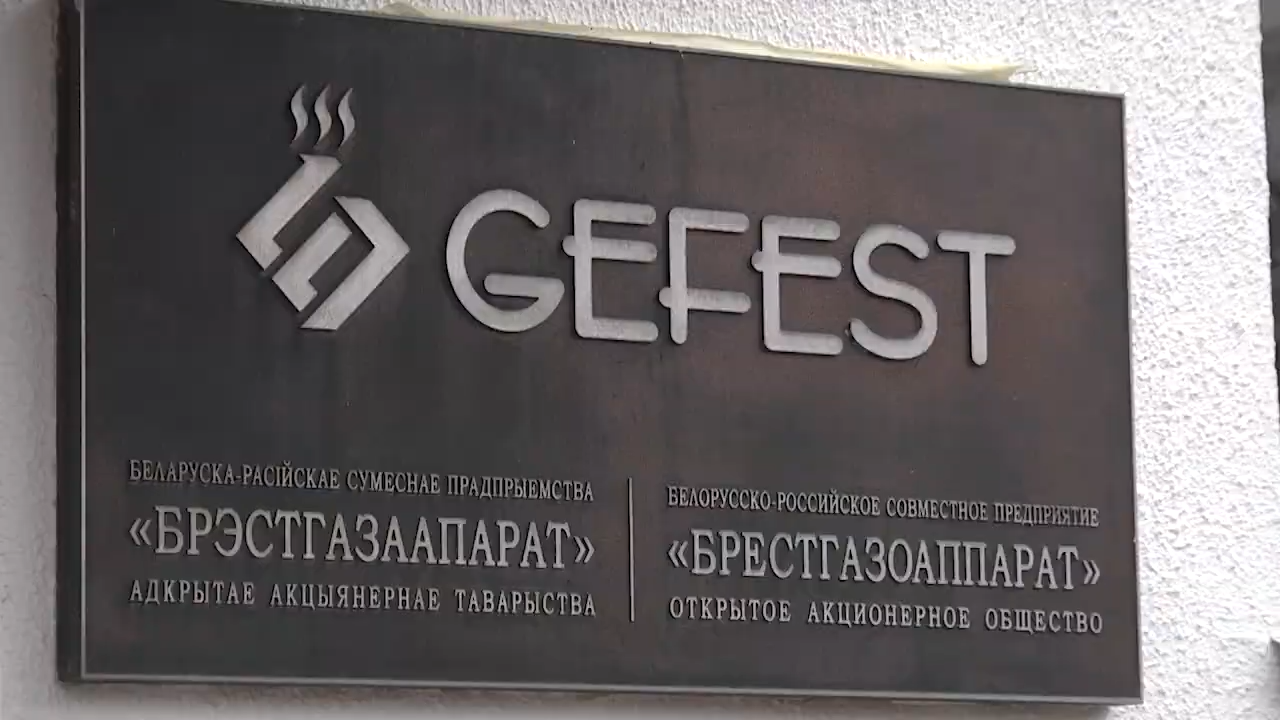 GEFEST
БЕЛАРУСКА-РАСІЙСКАЕ СУМЕСНАЕ ПРАДПРЫЕМСТВА
«БРЭСТГАЗААПАРАТ»
АДКРЫТАЕ АКЦЫЯНЕРНАЕ ТАВАРЫСТВА
БЕЛОРУССКО-РОССИЙСКОЕ СОВМЕСТНОЕ ПРЕДПРИЯТИЕ
«БРЕСТГАЗОАППАРАТ»
ОТКРЫТОЕ АКЦИОНЕРНОЕ ОБЩЕСТВО